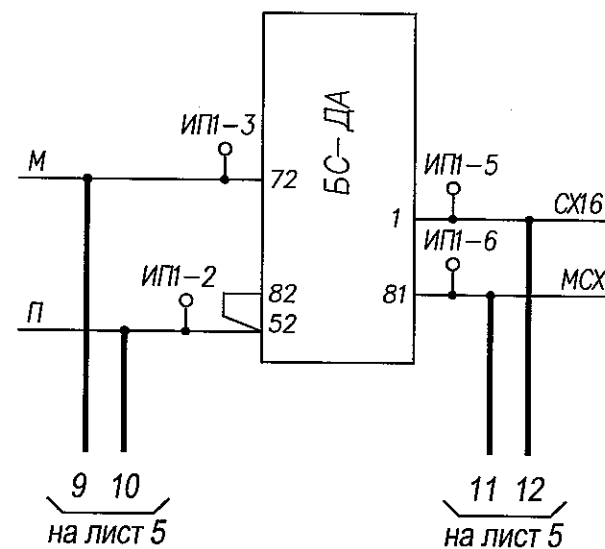 БС-ДА
ИП1-3
М
72
ИП1-5
1
СХ16
ИП1-6
ИП1-2
82
81
МСХ
П
52
9 10
11 12
на лист 5
на лист 5